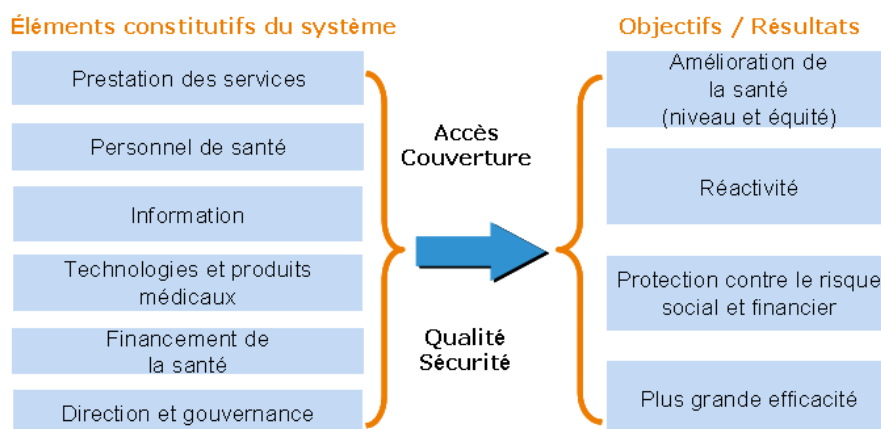 Éléments constitutifs du système
Prestation des services
Personnel de santé
Information
Technologies et produits
médicaux
Financement de
la santé
Direction et gouvernance
Accès
Couverture
Qualité
Sécurité
Objectifs / Résultats
Amélioration de
la santé
(niveau et équité)
Réactivité
Protection contre le risque
social et financier
Plus grande efficacité